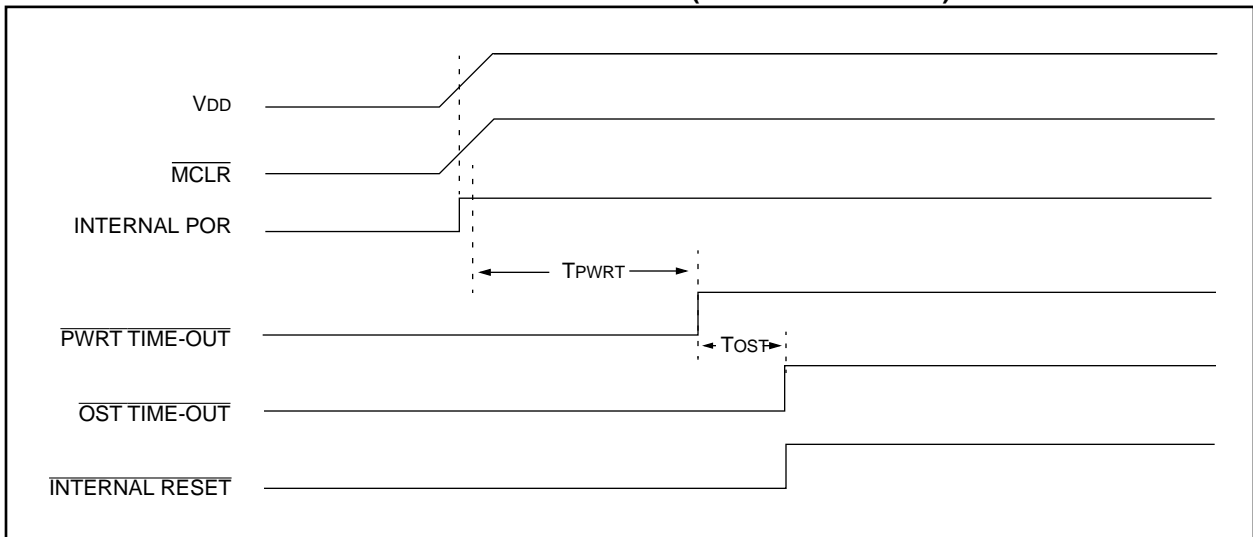 VDD
MCLR
INTERNAL POR
TPWRT
PWRT TIME-OUT
TOST
OST TIME-OUT
INTERNAL RESET